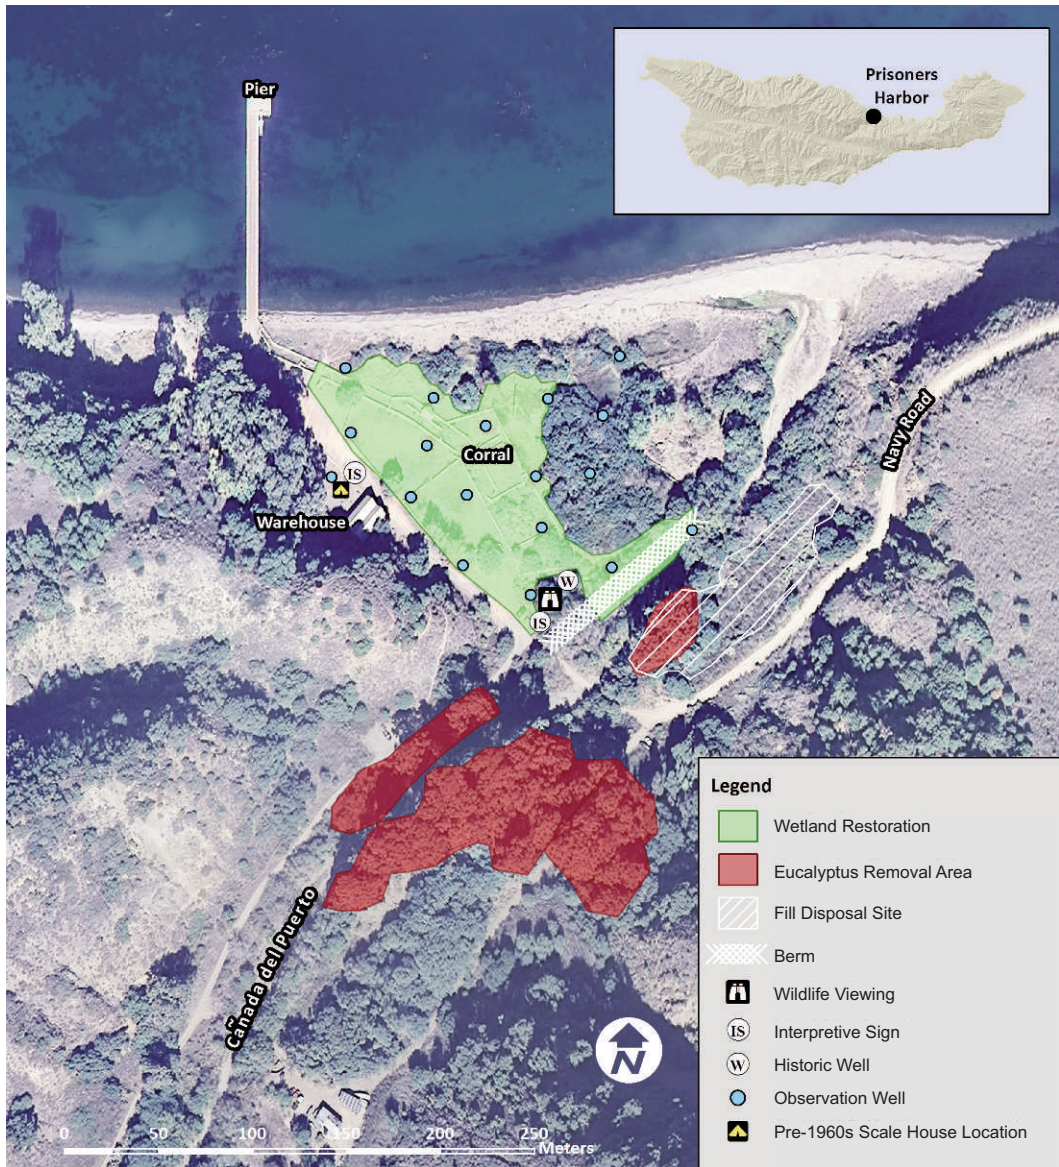 Pier
Prisoners
Harbor
Navy Road
Corral
IS
Warehouse
W
IS
Cañada del Puerto
N
0 50 100 150 200 250
Meters
Legend
Wetland Restoration
Eucalyptus Removal Area
Fill Disposal Site
Berm
Wildlife Viewing
IS Interpretive Sign
W Historic Well
Observation Well
Pre-1960s Scale House Location